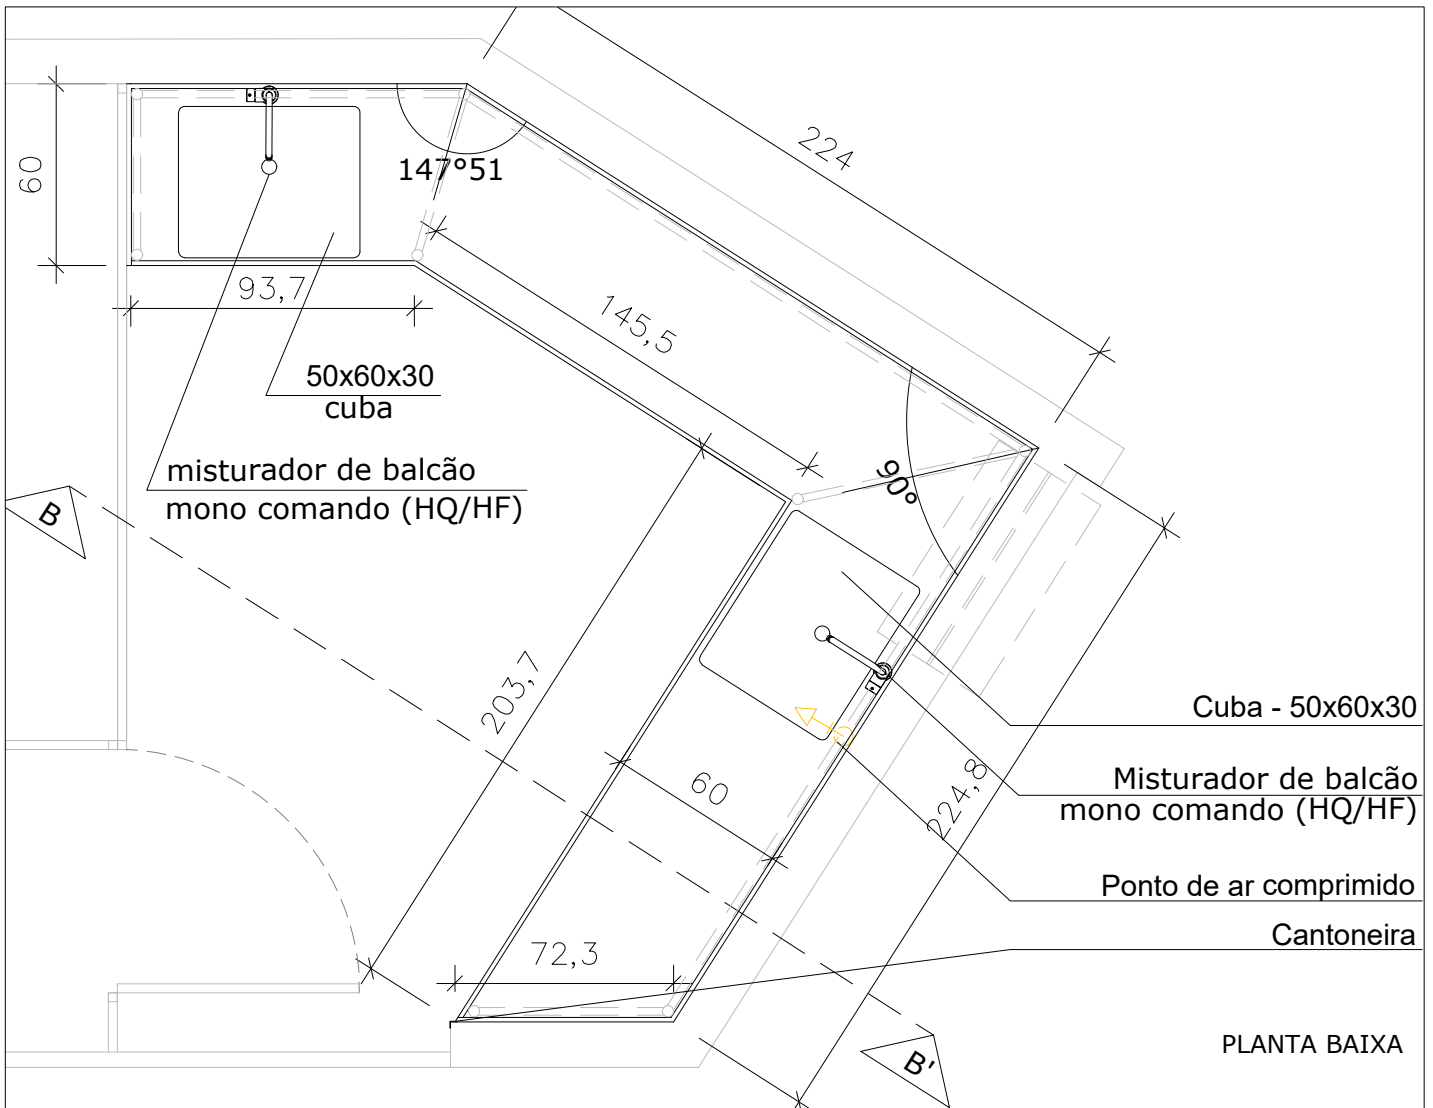 224
60
147°51
93,7
145,5
50x60x30
cuba
misturador de balcão
mono comando (HQ/HF)
90°
B
203,7
Cuba - 50x60x30
60
224,8
Misturador de balcão
mono comando (HQ/HF)
Ponto de ar comprimido
Cantoneira
72,3
PLANTA BAIXA
B'